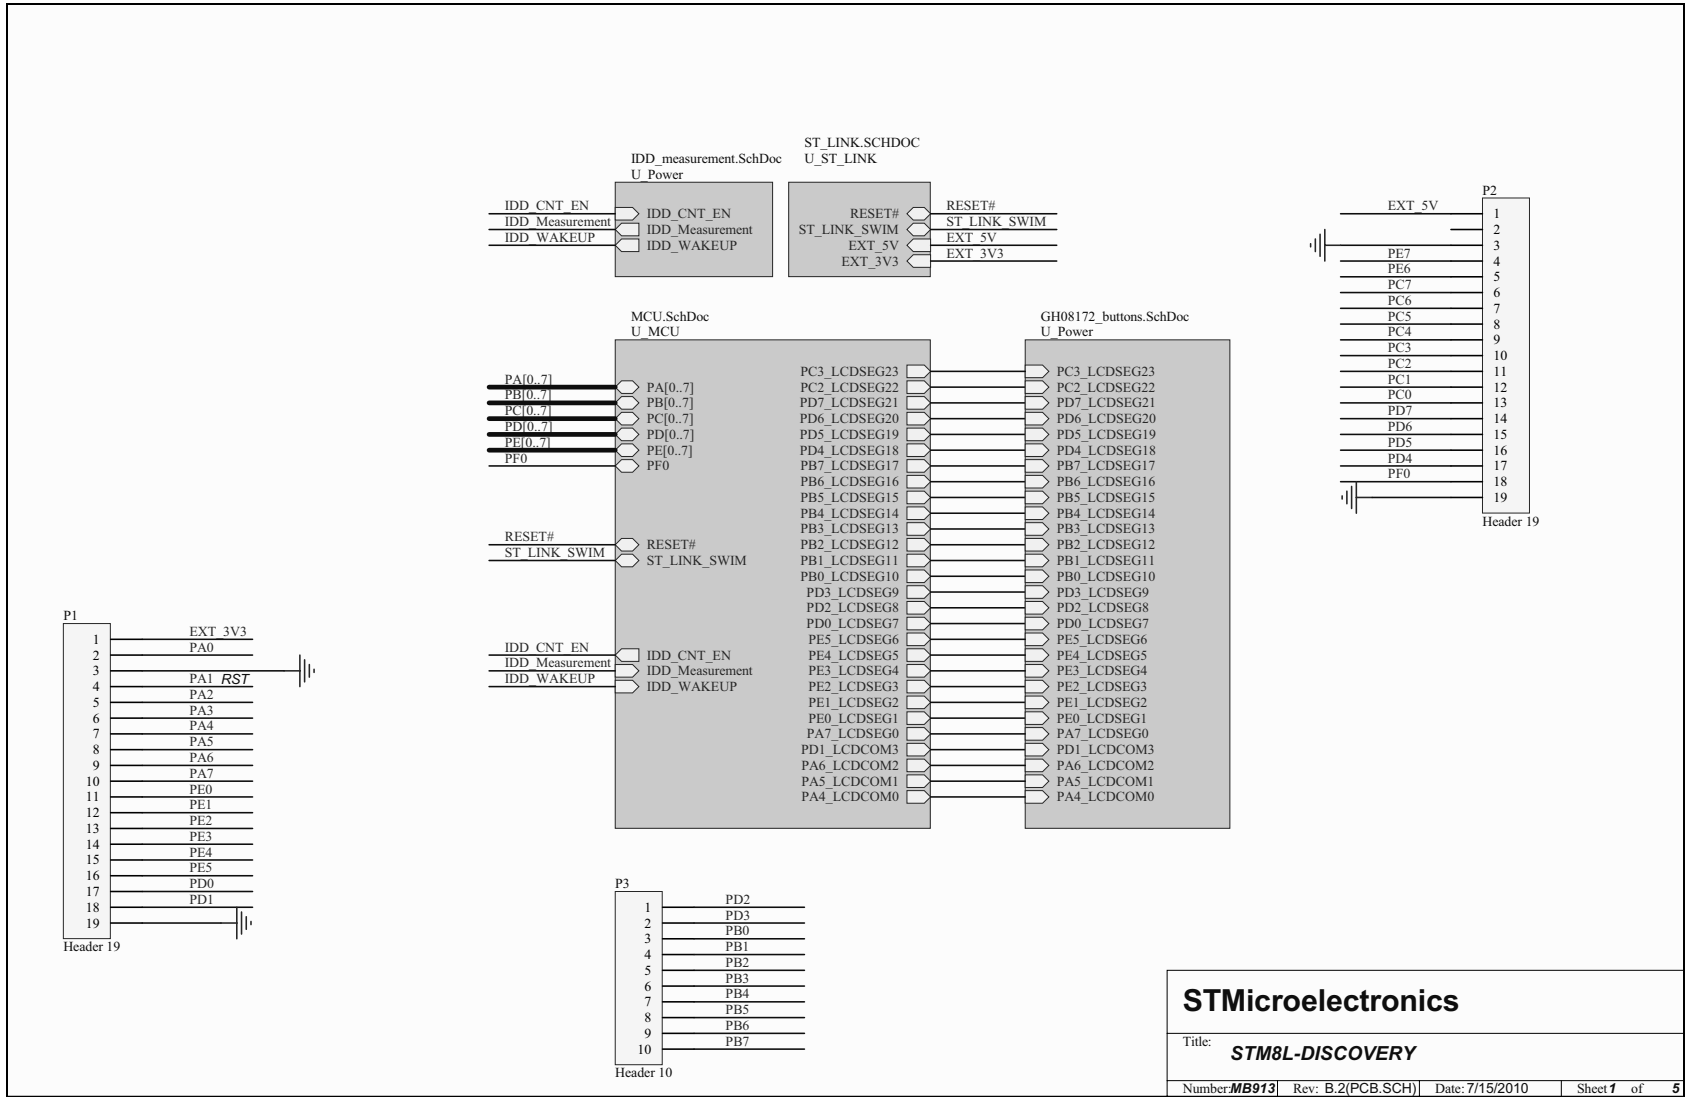 ST_LINK.SCHDOC
U_ST_LINK
IDD_measurement.SchDoc
U_Power
IDD_CNT_EN
IDD_Measurement
IDD_WAKEUP
IDD_CNT_EN
IDD_Measurement
IDD_WAKEUP
RESET#
ST_LINK_SWIM
EXT_5V
EXT_3V3
RESET#
ST_LINK_SWIM
EXT_5V
EXT_3V3
P2
EXT_5V
1
2
3
PE7 4
PE6 5
PC7 6
PC6 7
PC5 8
PC4 9
PC3 10
PC2 11
PC1 12
PC0 13
PD7 14
PD6 15
PD5 16
PD4 17
PF0 18
19
Header 19
MCU.SchDoc
U_MCU
PA[0..7]
PB[0..7]
PC[0..7]
PD[0..7]
PE[0..7]
PF0
PA[0..7]
PB[0..7]
PC[0..7]
PD[0..7]
PE[0..7]
PF0
RESET#
ST_LINK_SWIM
RESET#
ST_LINK_SWIM
IDD_CNT_EN
IDD_Measurement
IDD_WAKEUP
IDD_CNT_EN
IDD_Measurement
IDD_WAKEUP
PC3_LCDSEG23
PC2_LCDSEG22
PD7_LCDSEG21
PD6_LCDSEG20
PD5_LCDSEG19
PD4_LCDSEG18
PB7_LCDSEG17
PB6_LCDSEG16
PB5_LCDSEG15
PB4_LCDSEG14
PB3_LCDSEG13
PB2_LCDSEG12
PB1_LCDSEG11
PB0_LCDSEG10
PD3_LCDSEG9
PD2_LCDSEG8
PD0_LCDSEG7
PE5_LCDSEG6
PE4_LCDSEG5
PE3_LCDSEG4
PE2_LCDSEG3
PE1_LCDSEG2
PE0_LCDSEG1
PA7_LCDSEG0
PD1_LCDCOM3
PA6_LCDCOM2
PA5_LCDCOM1
PA4_LCDCOM0
GH08172_buttons.SchDoc
U_Power
PC3_LCDSEG23
PC2_LCDSEG22
PD7_LCDSEG21
PD6_LCDSEG20
PD5_LCDSEG19
PD4_LCDSEG18
PB7_LCDSEG17
PB6_LCDSEG16
PB5_LCDSEG15
PB4_LCDSEG14
PB3_LCDSEG13
PB2_LCDSEG12
PB1_LCDSEG11
PB0_LCDSEG10
PD3_LCDSEG9
PD2_LCDSEG8
PD0_LCDSEG7
PE5_LCDSEG6
PE4_LCDSEG5
PE3_LCDSEG4
PE2_LCDSEG3
PE1_LCDSEG2
PE0_LCDSEG1
PA7_LCDSEG0
PD1_LCDCOM3
PA6_LCDCOM2
PA5_LCDCOM1
PA4_LCDCOM0
P1
1 EXT_3V3
2 PA0
3
4 PA1 RST
5 PA2
6 PA3
7 PA4
8 PA5
9 PA6
10 PA7
11 PE0
12 PE1
13 PE2
14 PE3
15 PE4
16 PE5
17 PD0
18 PD1
19
Header 19
P3
1 PD2
2 PD3
3 PB0
4 PB1
5 PB2
6 PB3
7 PB4
8 PB5
9 PB6
10 PB7
Header 10
STMicroelectronics
Title:
STM8L-DISCOVERY
Number:MB913 Rev: B.2(PCB.SCH) Date:7/15/2010 Sheet 1 of 5